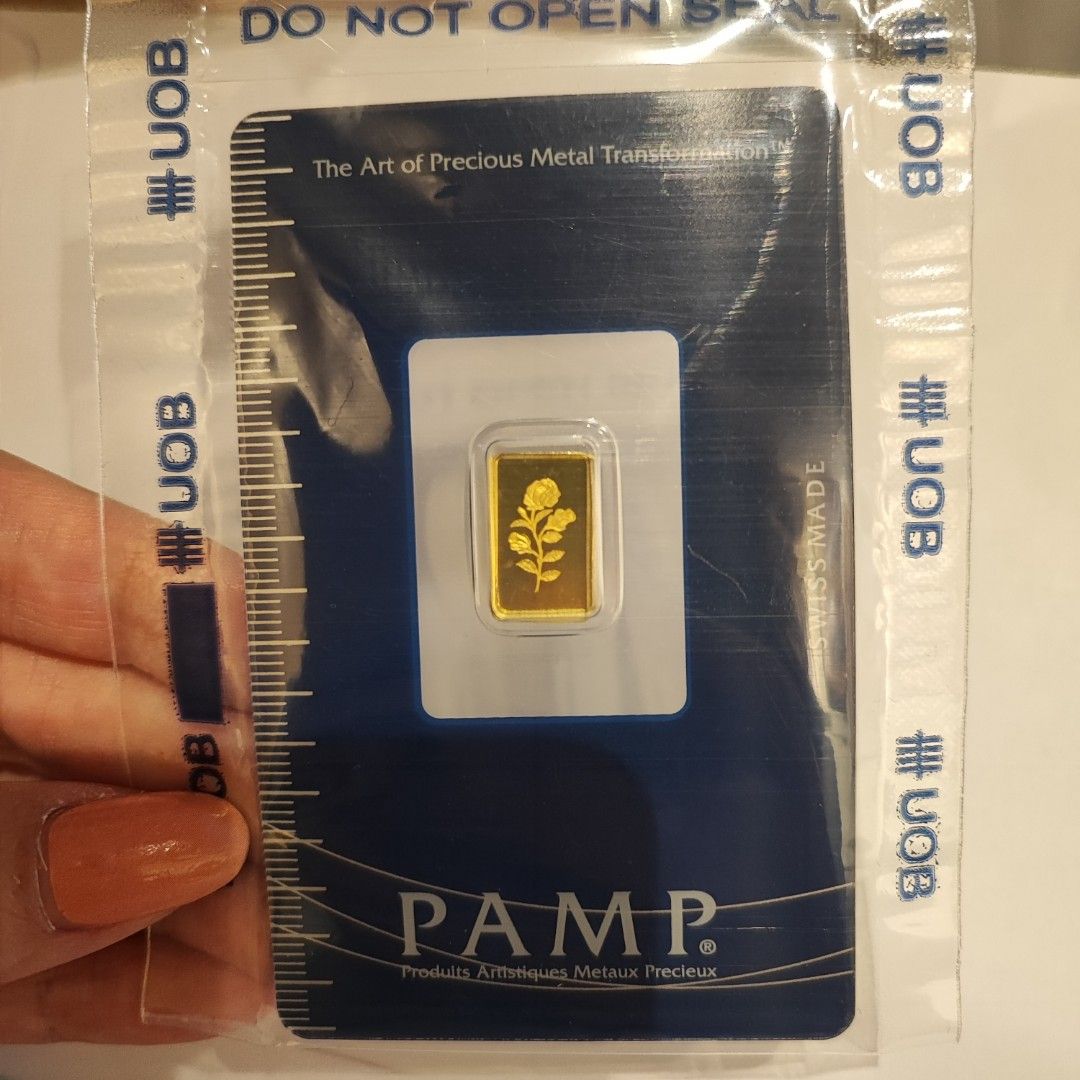 DO NOT OPEN SEAL
UOB
UOB
UOB
UOB
UOB
UOB
The Art of Precious Metal Transformation™
SWISS MADE
PAMP®
Produits Artistiques Metaux Precieux